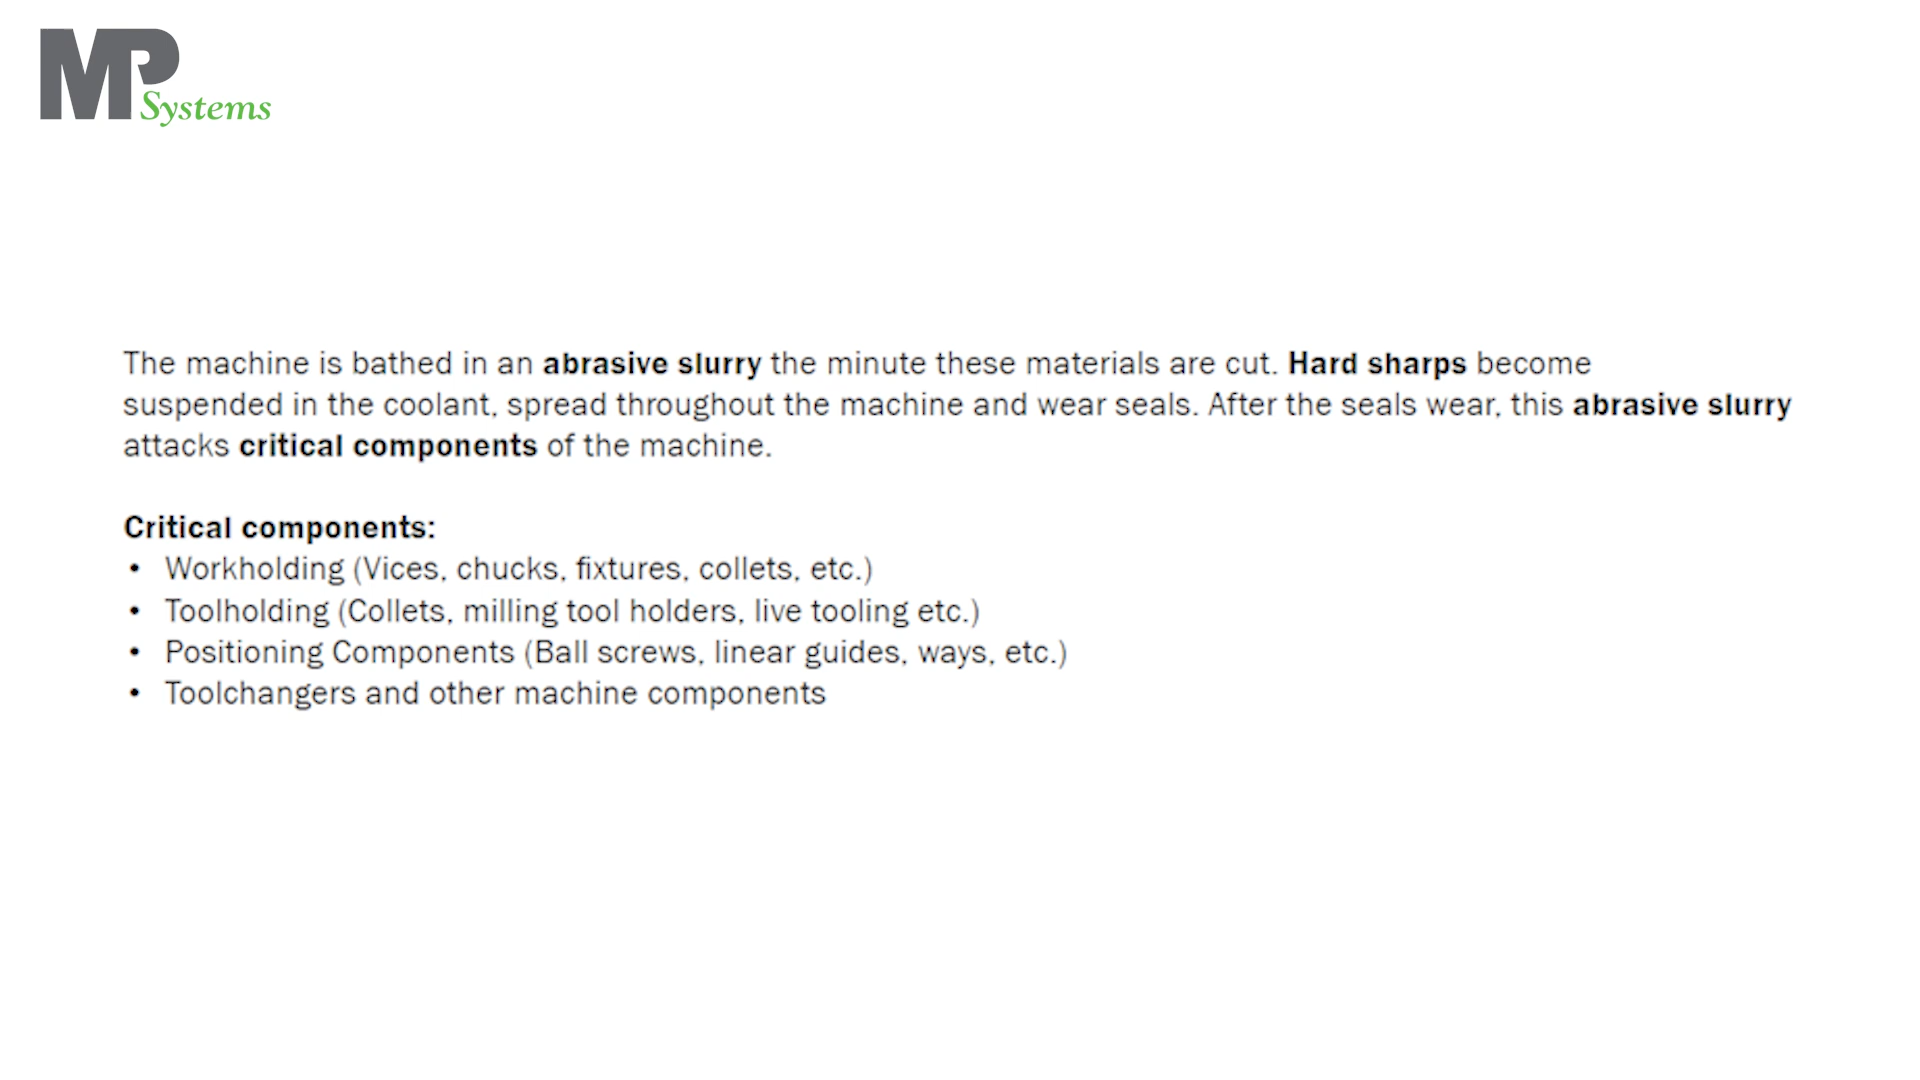 MP
Systems
The machine is bathed in an abrasive slurry the minute these materials are cut. Hard sharps become
suspended in the coolant, spread throughout the machine and wear seals. After the seals wear, this abrasive slurry
attacks critical components of the machine.
Critical components:
• Workholding (Vices, chucks, fixtures, collets, etc.)
• Toolholding (Collets, milling tool holders, live tooling etc.)
• Positioning Components (Ball screws, linear guides, ways, etc.)
• Toolchangers and other machine components